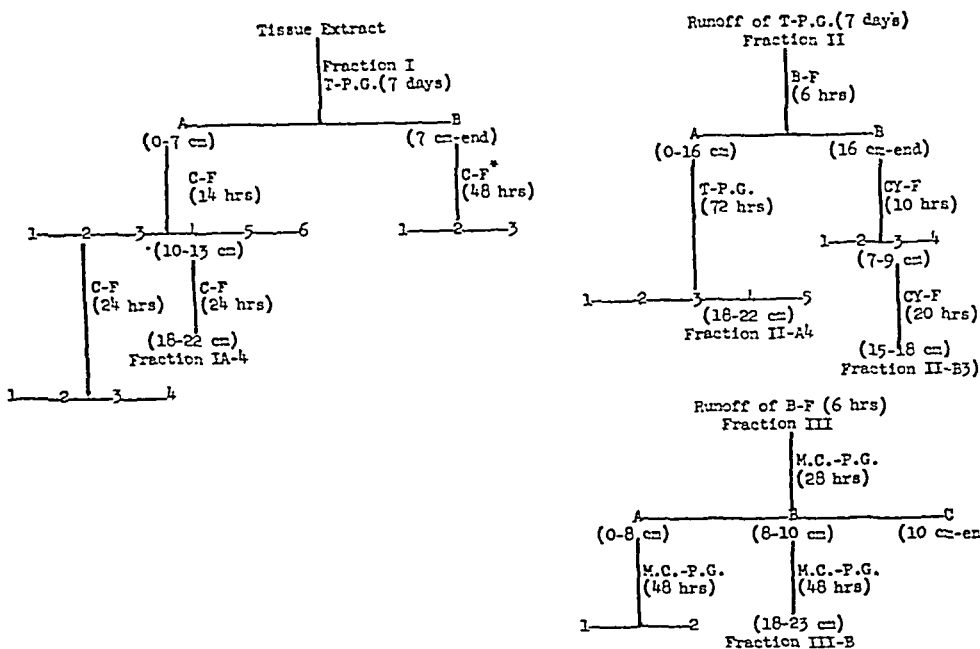 Tissue Extract
Fraction I
T-P.G.(7 days)
A
B
(0-7 cm)
(7 cm-end)
C-F
(14 hrs)
C-F*
(48 hrs)
1 2 3 4 5 6
(10-13 cm)
1 2 3
C-F
(24 hrs)
C-F
(24 hrs)
(18-22 cm)
Fraction IA-4
1 2 3 4
Runoff of T-P.G.(7 days)
Fraction II
B-F
(6 hrs)
A
B
(0-16 cm)
(16 cm-end)
T-P.G.
(72 hrs)
CY-F
(10 hrs)
1 2 3 4
(7-9 cm)
CY-F
(20 hrs)
1 2 3 4 5
(18-22 cm)
Fraction II-A4
(15-18 cm)
Fraction II-B3)
Runoff of B-F (6 hrs)
Fraction III
M.C.-P.G.
(28 hrs)
A B C
(0-8 cm)
(8-10 cm)
(10 cm-en
M.C.-P.G.
(48 hrs)
M.C.-P.G.
(48 hrs)
1 2
(18-23 cm)
Fraction III-B